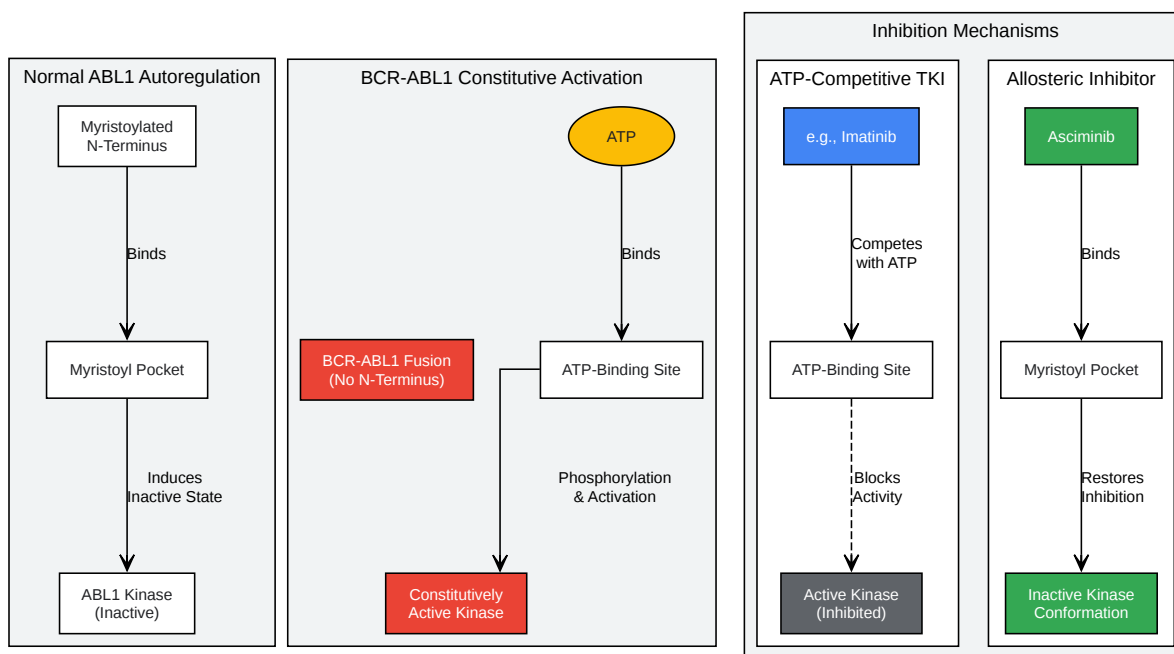 Inhibition Mechanisms
Normal ABL1 Autoregulation
Myristoylated
N-Terminus
Binds
Myristoyl Pocket
Induces
Inactive State
ABL1 Kinase
(Inactive)
BCR-ABL1 Constitutive Activation
ATP
Binds
BCR-ABL1 Fusion
(No N-Terminus)
ATP-Binding Site
Phosphorylation
& Activation
Constitutively
Active Kinase
ATP-Competitive TKI
e.g., Imatinib
Competes
with ATP
ATP-Binding Site
Blocks
Activity
Active Kinase
(Inhibited)
Allosteric Inhibitor
Asciminib
Binds
Myristoyl Pocket
Restores
Inhibition
Inactive Kinase
Conformation